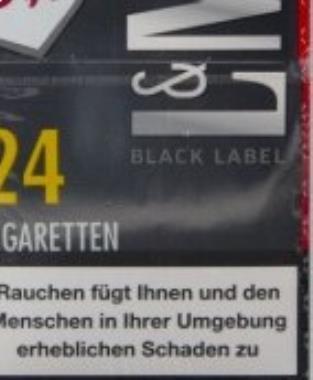 L&M
BLACK LABEL
24
GARETTEN
Rauchen fügt Ihnen und den
Menschen in Ihrer Umgebung
erheblichen Schaden zu